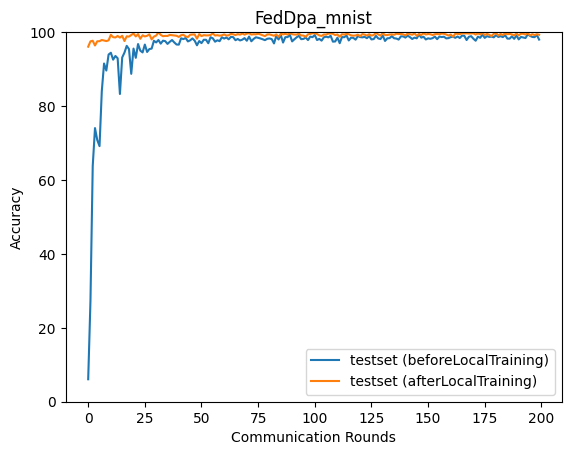 FedDpa_mnist
100
80
60
40
20
0
Accuracy
testset (beforeLocalTraining)
testset (afterLocalTraining)
0 25 50 75 100 125 150 175 200
Communication Rounds